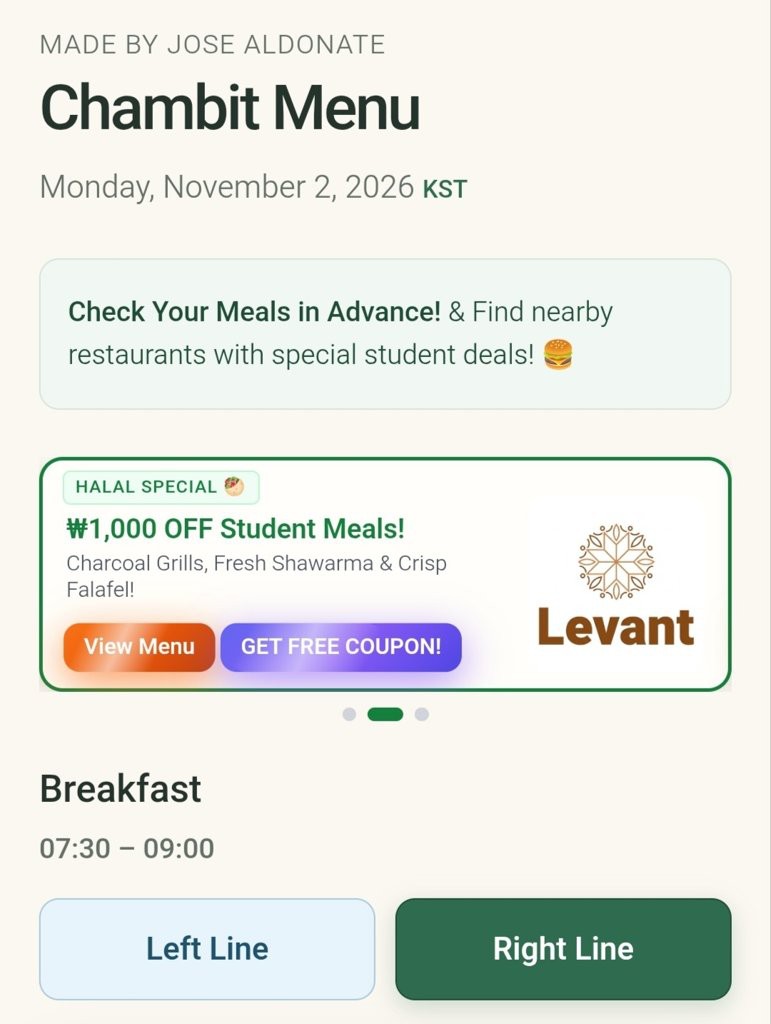 MADE BY JOSE ALDONATE
Chambit Menu
Monday, November 2, 2026 KST
Check Your Meals in Advance! & Find nearby
restaurants with special student deals! 🍔
HALAL SPECIAL 🥙
₩1,000 OFF Student Meals!
Charcoal Grills, Fresh Shawarma & Crisp
Falafel!
View Menu
GET FREE COUPON!
Levant
Breakfast
07:30 – 09:00
Left Line
Right Line